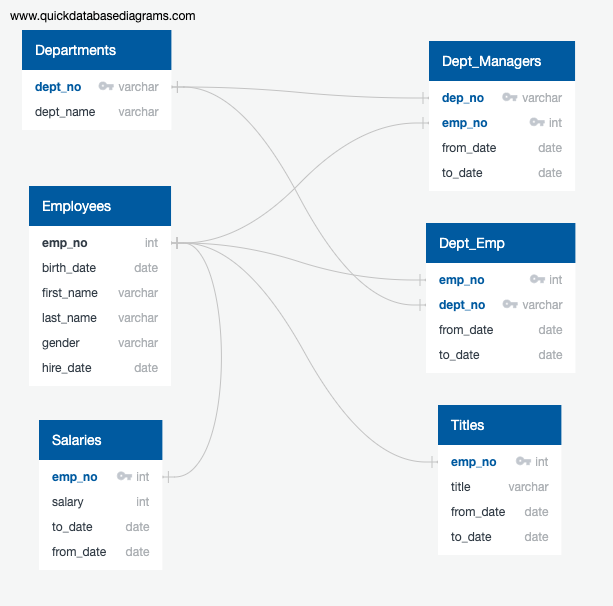 www.quickdatabasediagrams.com
Departments
dept_no varchar
dept_name varchar
Employees
emp_no int
birth_date date
first_name varchar
last_name varchar
gender varchar
hire_date date
Salaries
emp_no int
salary int
to_date date
from_date date
Dept_Managers
dep_no varchar
emp_no int
from_date date
to_date date
Dept_Emp
emp_no int
dept_no varchar
from_date date
to_date date
Titles
emp_no int
title varchar
from_date date
to_date date